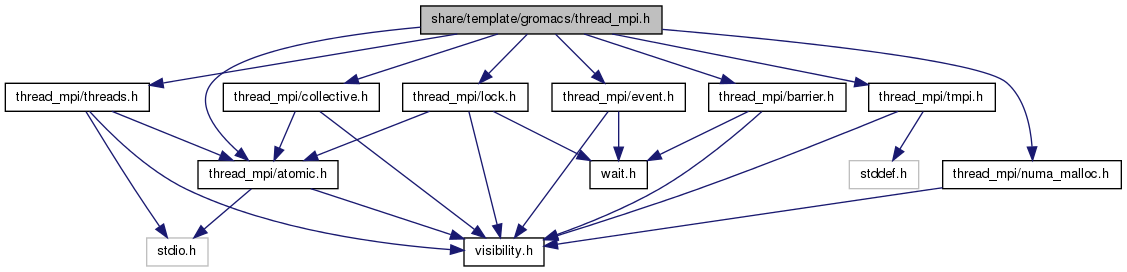 share/template/gromacs/thread_mpi.h
thread_mpi/threads.h
thread_mpi/collective.h
thread_mpi/lock.h
thread_mpi/event.h
thread_mpi/barrier.h
thread_mpi/tmpi.h
thread_mpi/atomic.h
wait.h
stddef.h
thread_mpi/numa_malloc.h
stdio.h
visibility.h